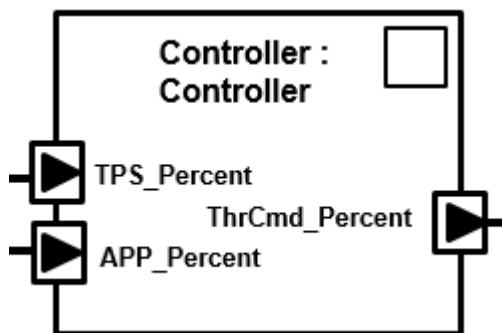 Controller :
Controller
TPS_Percent
ThrCmd_Percent
APP_Percent